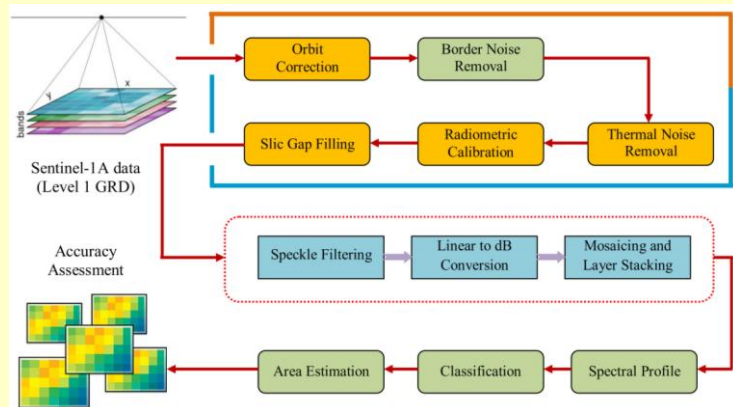 Orbit
Correction
Border Noise
Removal
X
Y
bands
Slic Gap Filling
Radiometric
Calibration
Thermal Noise
Removal
Sentinel-1A data
(Level 1 GRD)
Accuracy
Assessment
Speckle Filtering
Linear to dB
Conversion
Mosaicing and
Layer Stacking
Area Estimation
Classification
Spectral Profile